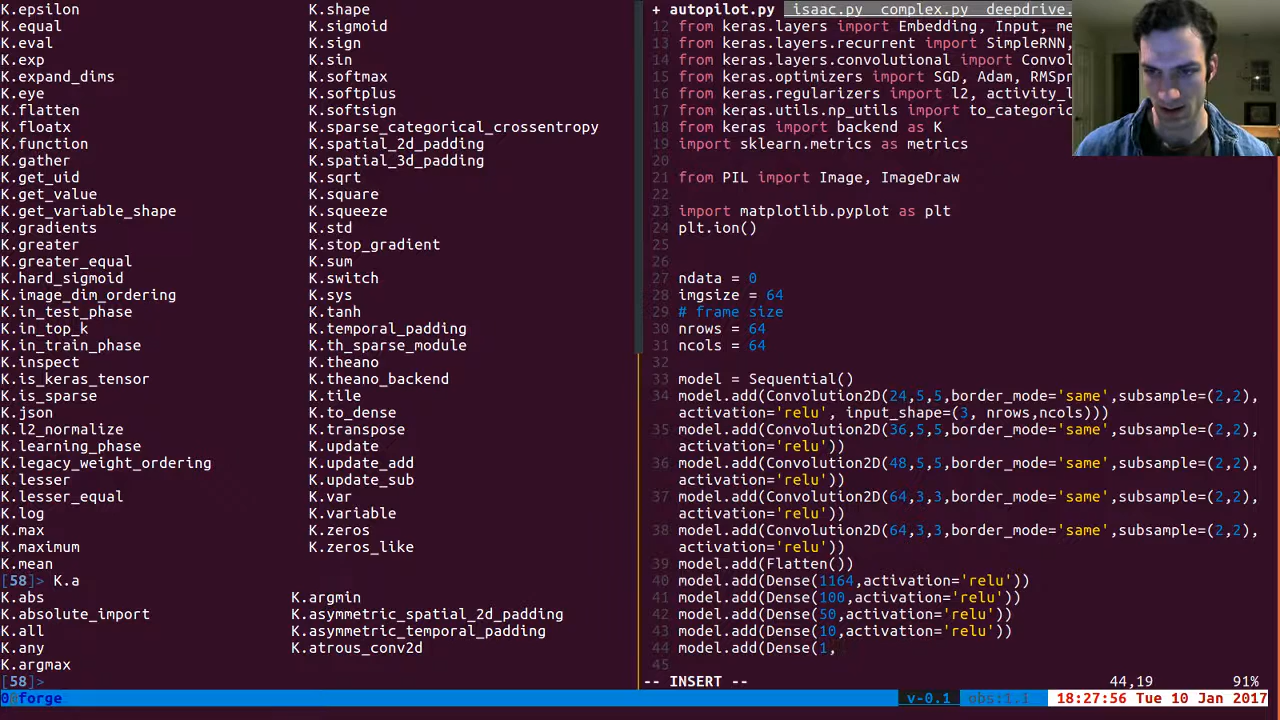 K.epsilon K.shape
K.equal K.sigmoid
K.eval K.sign
K.exp K.sin
K.expand_dims K.softmax
K.eye K.softplus
K.flatten K.softsign
K.floatx K.sparse_categorical_crossentropy
K.function K.spatial_2d_padding
K.gather K.spatial_3d_padding
K.get_uid K.sqrt
K.get_value K.square
K.get_variable_shape K.squeeze
K.gradients K.std
K.greater K.stop_gradient
K.greater_equal K.sum
K.hard_sigmoid K.switch
K.image_dim_ordering K.sys
K.in_test_phase K.tanh
K.in_top_k K.temporal_padding
K.in_train_phase K.th_sparse_module
K.inspect K.theano
K.is_keras_tensor K.theano_backend
K.is_sparse K.tile
K.json K.to_dense
K.l2_normalize K.transpose
K.learning_phase K.update
K.legacy_weight_ordering K.update_add
K.lesser K.update_sub
K.lesser_equal K.var
K.log K.variable
K.max K.zeros
K.maximum K.zeros_like
K.mean
[58]> K.a
K.abs K.argmin
K.absolute_import K.asymmetric_spatial_2d_padding
K.all K.asymmetric_temporal_padding
K.any K.atrous_conv2d
K.argmax
[58]>
+ autopilot.py isaac.py complex.py deepdrive.
12 from keras.layers import Embedding, Input, me
13 from keras.layers.recurrent import SimpleRNN,
14 from keras.layers.convolutional import Convol
15 from keras.optimizers import SGD, Adam, RMSpr
16 from keras.regularizers import l2, activity_l
17 from keras.utils.np_utils import to_categoric
18 from keras import backend as K
19 import sklearn.metrics as metrics
20
21 from PIL import Image, ImageDraw
22
23 import matplotlib.pyplot as plt
24 plt.ion()
25
26
27 ndata = 0
28 imgsize = 64
29 # frame size
30 nrows = 64
31 ncols = 64
32
33 model = Sequential()
34 model.add(Convolution2D(24,5,5,border_mode='same',subsample=(2,2),
activation='relu', input_shape=(3, nrows,ncols)))
35 model.add(Convolution2D(36,5,5,border_mode='same',subsample=(2,2),
activation='relu'))
36 model.add(Convolution2D(48,5,5,border_mode='same',subsample=(2,2),
activation='relu'))
37 model.add(Convolution2D(64,3,3,border_mode='same',subsample=(2,2),
activation='relu'))
38 model.add(Convolution2D(64,3,3,border_mode='same',subsample=(2,2),
activation='relu'))
39 model.add(Flatten())
40 model.add(Dense(1164,activation='relu'))
41 model.add(Dense(100,activation='relu'))
42 model.add(Dense(50,activation='relu'))
43 model.add(Dense(10,activation='relu'))
44 model.add(Dense(1,
45
-- INSERT -- 44,19 91%
0@forge v-0.1 obs:1.1 18:27:56 Tue 10 Jan 2017